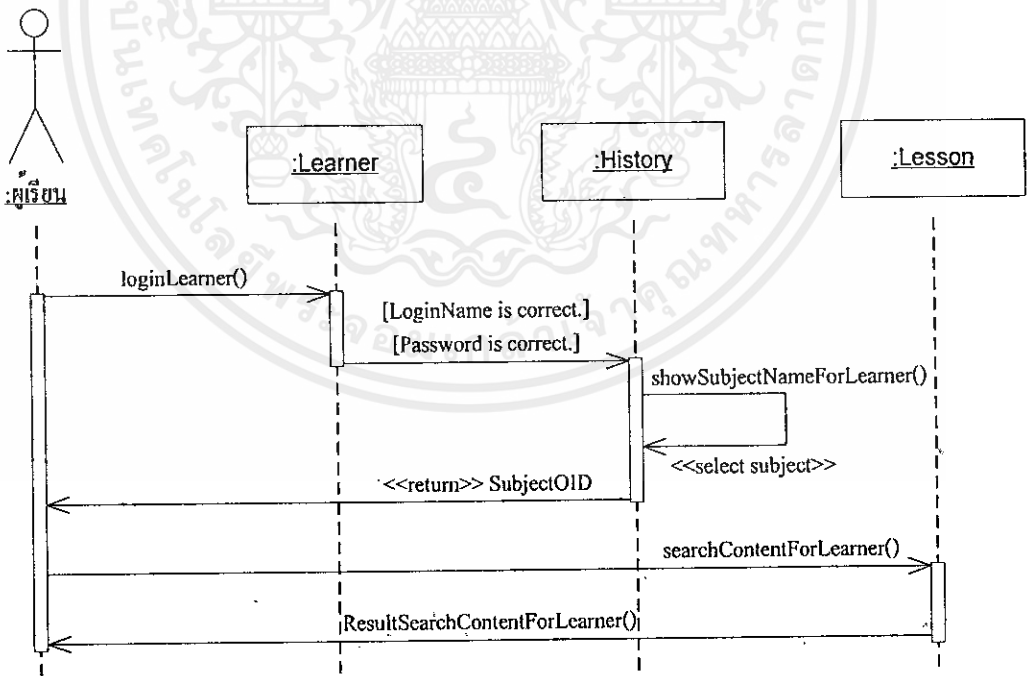 :Learner
:History
:Lesson
:ผู้เรียน
loginLearner()
[LoginName is correct.]
[Password is correct.]
showSubjectNameForLearner()
<<select subject>>
<<return>> SubjectOID
searchContentForLearner()
ResultSearchContentForLearner()